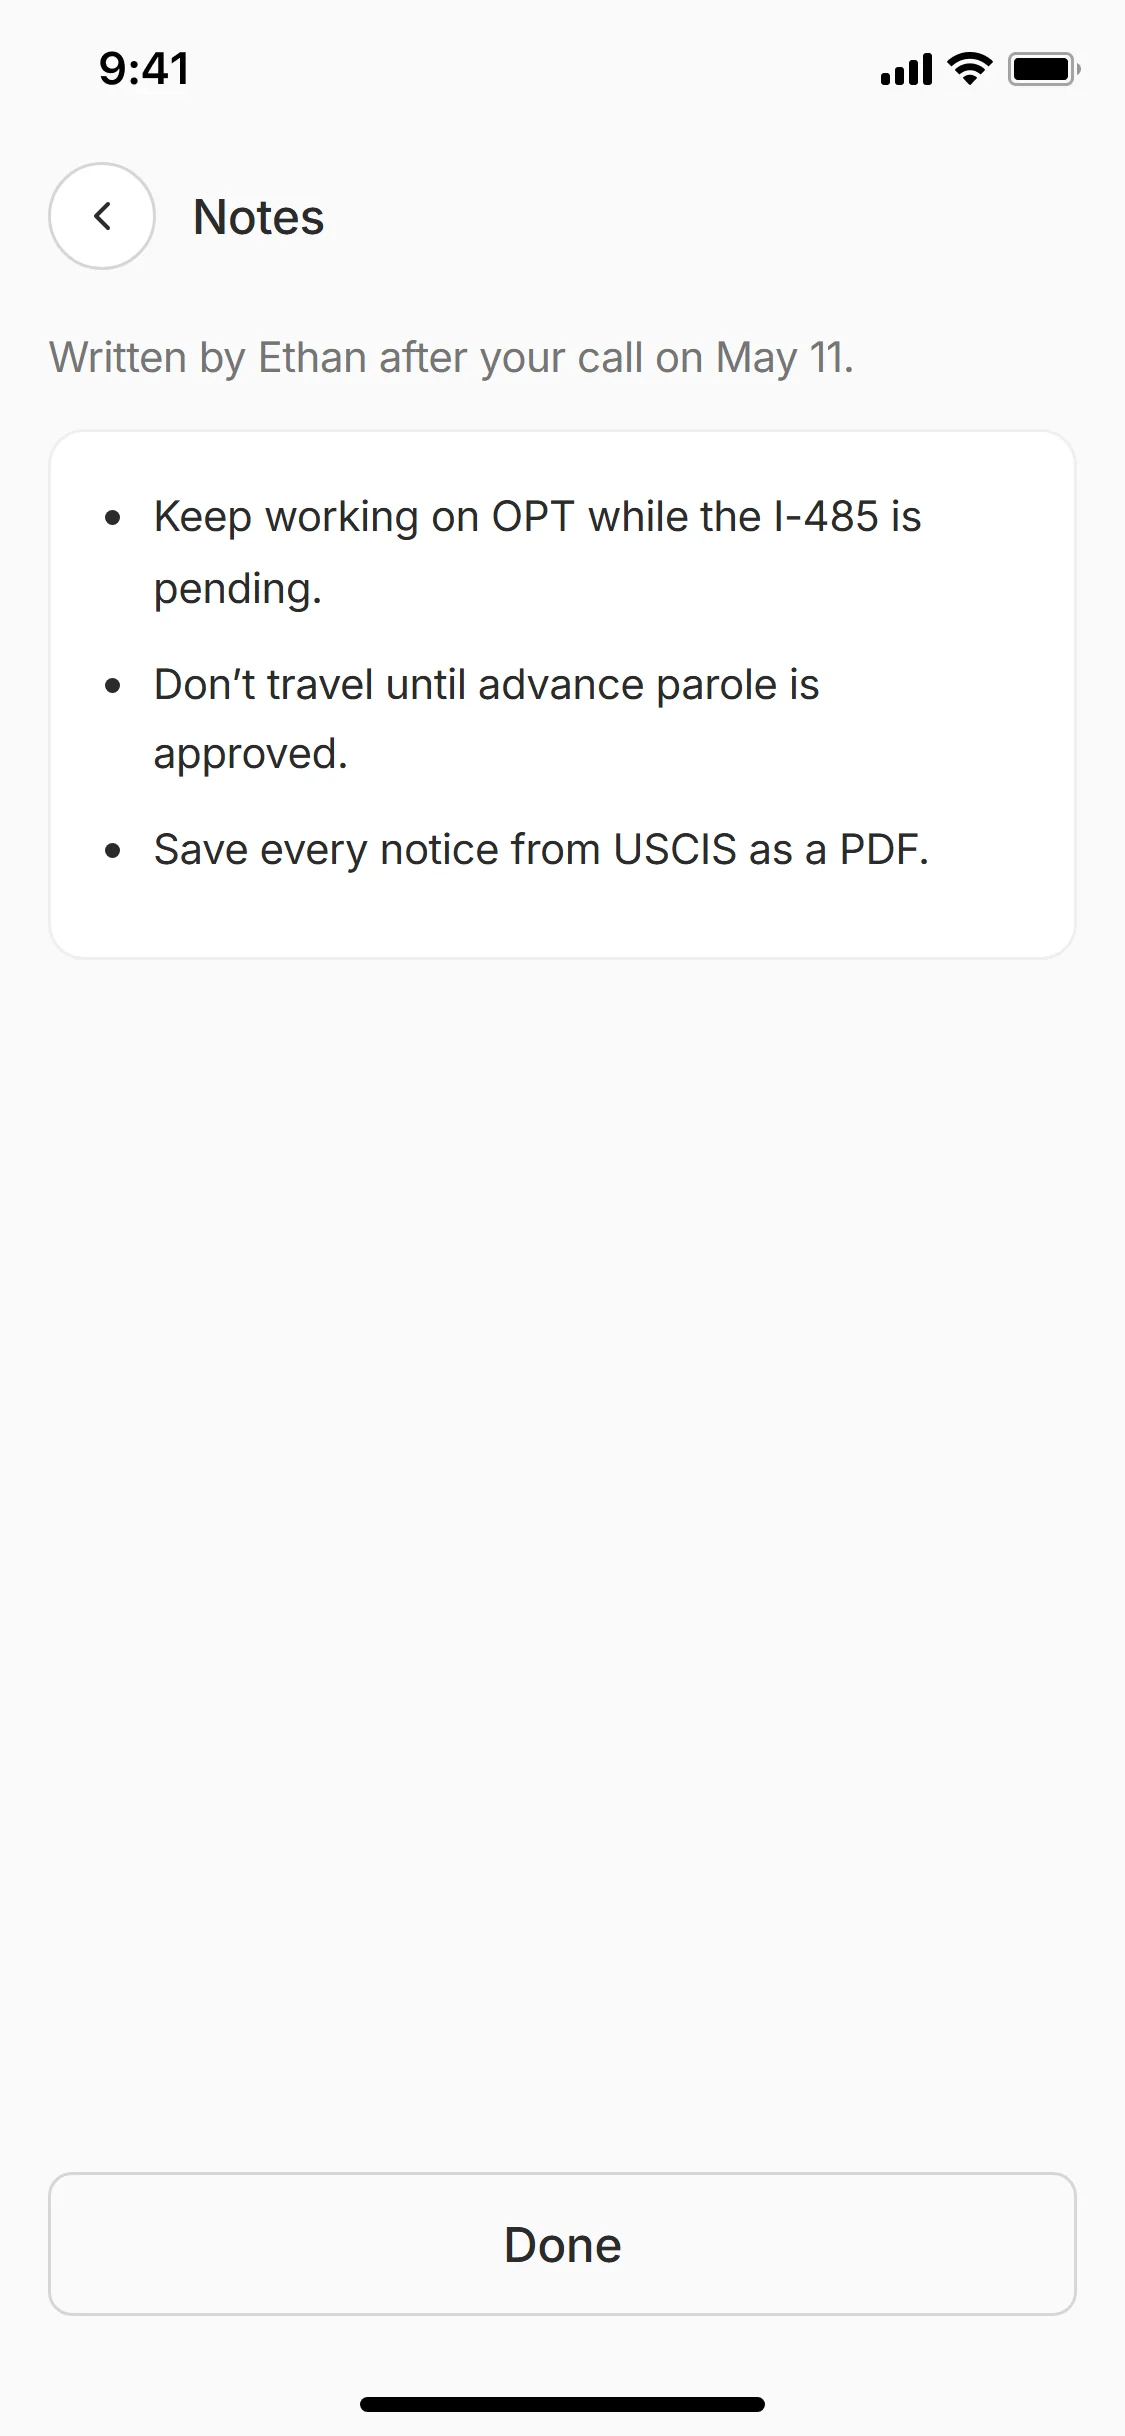 9:41
Notes
Written by Ethan after your call on May 11.
• Keep working on OPT while the I-485 is
pending.
• Don’t travel until advance parole is
approved.
• Save every notice from USCIS as a PDF.
Done